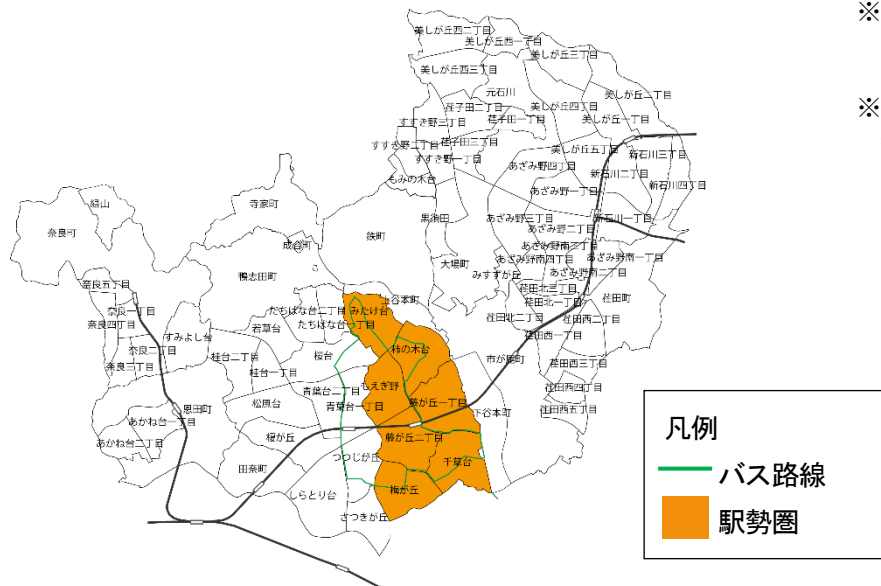 ※
美しが丘西二丁目
美しが丘西一丁目
美しが丘三丁目
美しが丘西三丁目
元石川
美しが丘二丁目
荏子田二丁目
美しが丘四丁目
※
すすき野三丁目
荏子田一丁目
美しが丘一丁目
すすき野二丁目
荏子田三丁目
美しが丘五丁目
新石川三丁目
すすき野一丁目
あざみ野四丁目
新石川二丁目
もみの木台
あざみ野一丁目
新石川四丁目
緑山
寺家町
奈良町
鉄町
黒須田
あざみ野三丁目
新石川一丁目
あざみ野二丁目
成合町
あざみ野南三丁目
大場町
あざみ野南四丁目
あざみ野南一丁目
みすずが丘
あざみ野南二丁目
鴨志田町
奈良五丁目
荏田北三丁目
荏田町
上谷本町
荏田北一丁目
奈良一丁目
たちばな台二丁目
みたけ台
荏田北二丁目
荏田西二丁目
奈良四丁目
若草台
たちばな台一丁目
すみよし台
荏田西一丁目
奈良二丁目
桂台二丁目
桜台
柿の木台
市が尾町
奈良三丁目
桂台一丁目
荏田西三丁目
もえぎ野
青葉台二丁目
荏田西四丁目
松風台
青葉台一丁目
藤が丘一丁目
下谷本町
荏田西五丁目
恩田町
あかね台一丁目
榎が丘
藤が丘二丁目
あかね台二丁目
つつじが丘
千草台
田奈町
しらとり台
梅が丘
さつきが丘
凡例
バス路線
駅勢圏